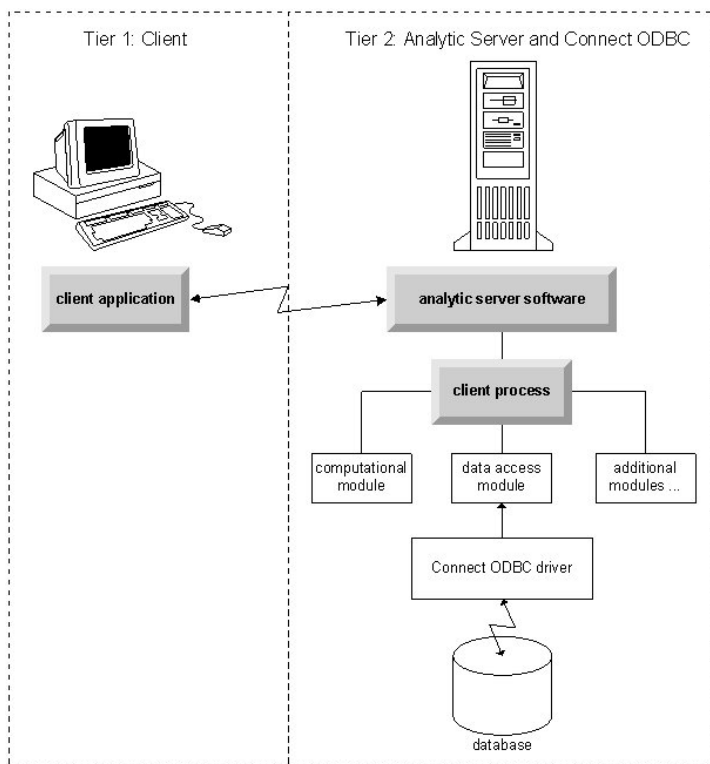 Tier 1: Client
Tier 2: Analytic Server and Connect ODBC
client application
analytic server software
client process
computational
module
data access
module
additional
modules ...
Connect ODBC driver
database